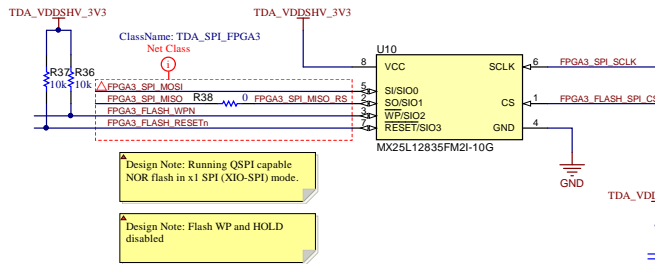 TDA_VDDSHV_3V3
TDA_VDDSHV_3V3
ClassName: TDA_SPI_FPGA3
Net Class
i
R37
10k
R36
10k
U10
8 VCC
SCLK 6 FPGA3_SPI_SCLK
FPGA3_SPI_MOSI
5 SI/SIO0
FPGA3_SPI_MISO R38 0 FPGA3_SPI_MISO_RS
2 SO/SIO1
CS 1 FPGA3_FLASH_SPI_CS
FPGA3_FLASH_WPN
3 WP/SIO2
FPGA3_FLASH_RESETn
7 RESET/SIO3
GND 4
MX25L12835FM2I-10G
GND
Design Note: Running QSPI capable
NOR flash in x1 SPI (XIO-SPI) mode.
TDA_VDD
Design Note: Flash WP and HOLD
disabled